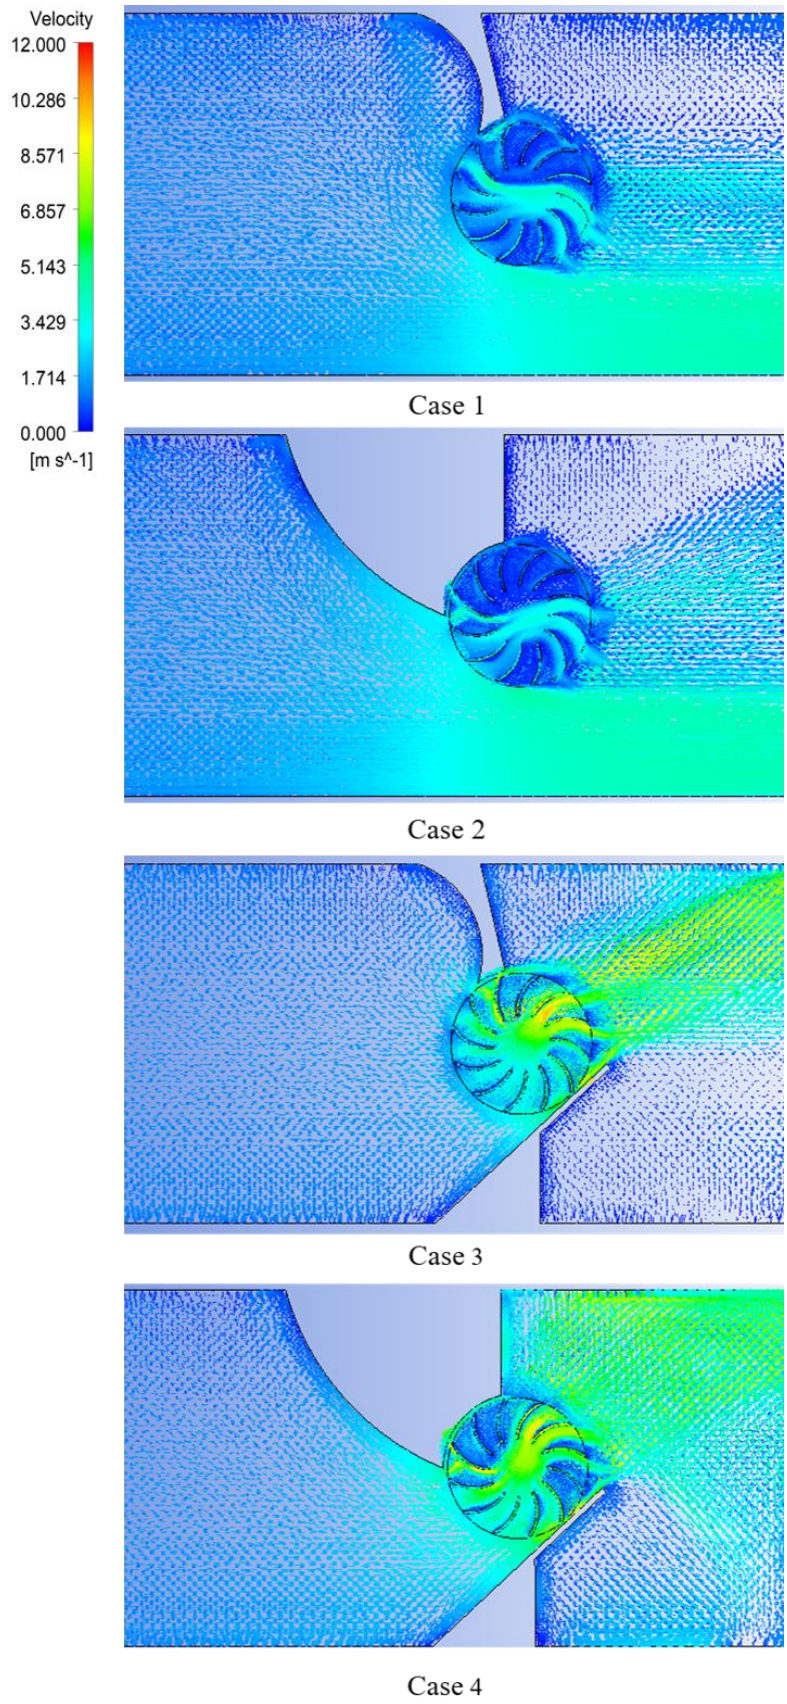 Velocity
12.000
10.286
8.571
6.857
5.143
3.429
1.714
0.000
[m s^-1]
Case 1
Case 2
Case 3
Case 4